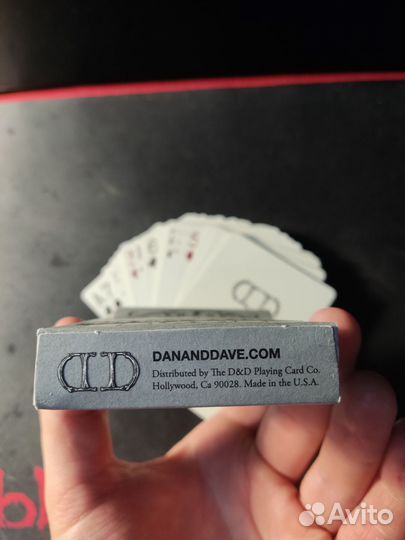 DANANDDAVE.COM
Distributed by The D&D Playing Card Co.
Hollywood, Ca 90028. Made in the U.S.A.
Avito